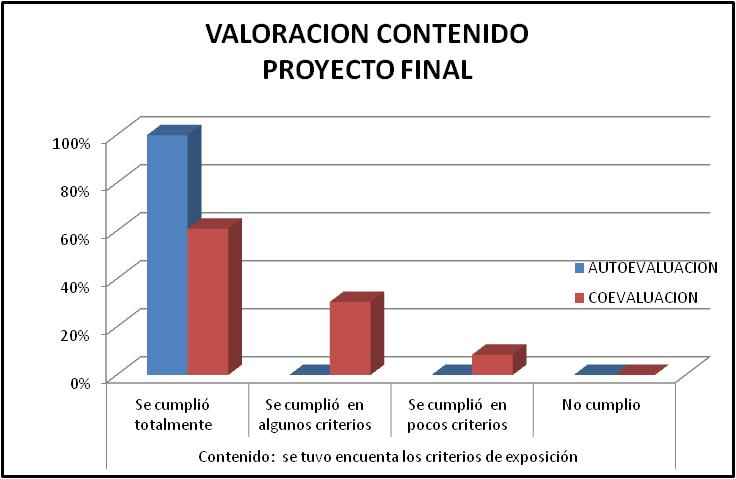 VALORACION CONTENIDO
PROYECTO FINAL
100%
80%
60%
40%
20%
0%
AUTOEVALUACION
COEVALUACION
Se cumplió
totalmente
Se cumplió en
algunos criterios
Se cumplió en
pocos criterios
No cumplio
Contenido: se tuvo encuenta los criterios de exposición